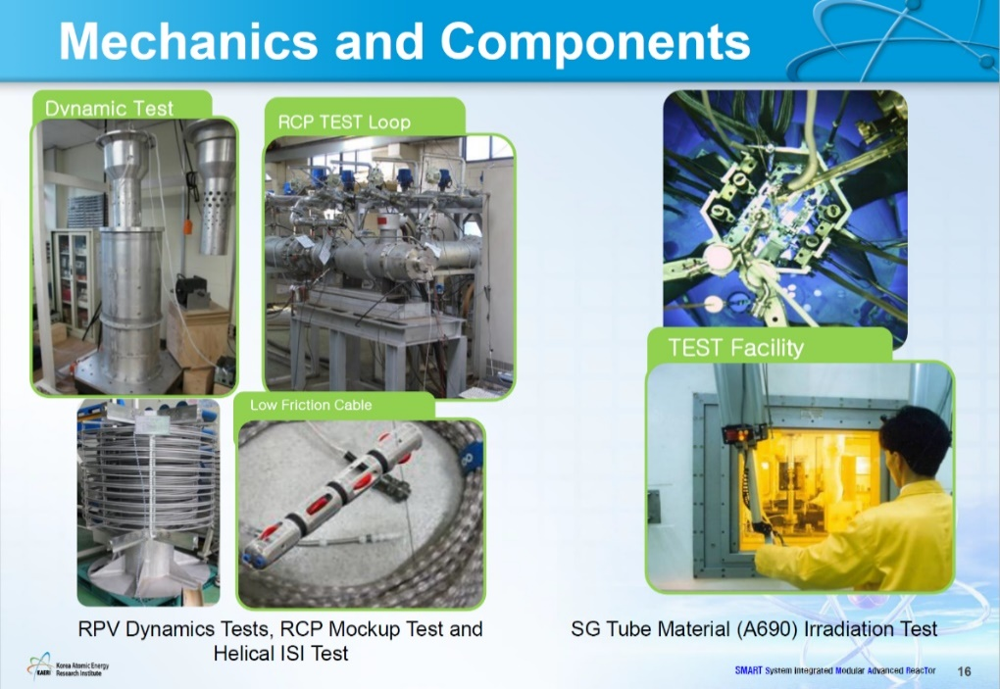 Mechanics and Components
Dynamic Test
RCP TEST Loop
Low Friction Cable
TEST Facility
RPV Dynamics Tests, RCP Mockup Test and
Helical ISI Test
SG Tube Material (A690) Irradiation Test
KAERI
Korea Atomic Energy
Research Institute
SMART System integrated Modular Advanced ReacTor
16